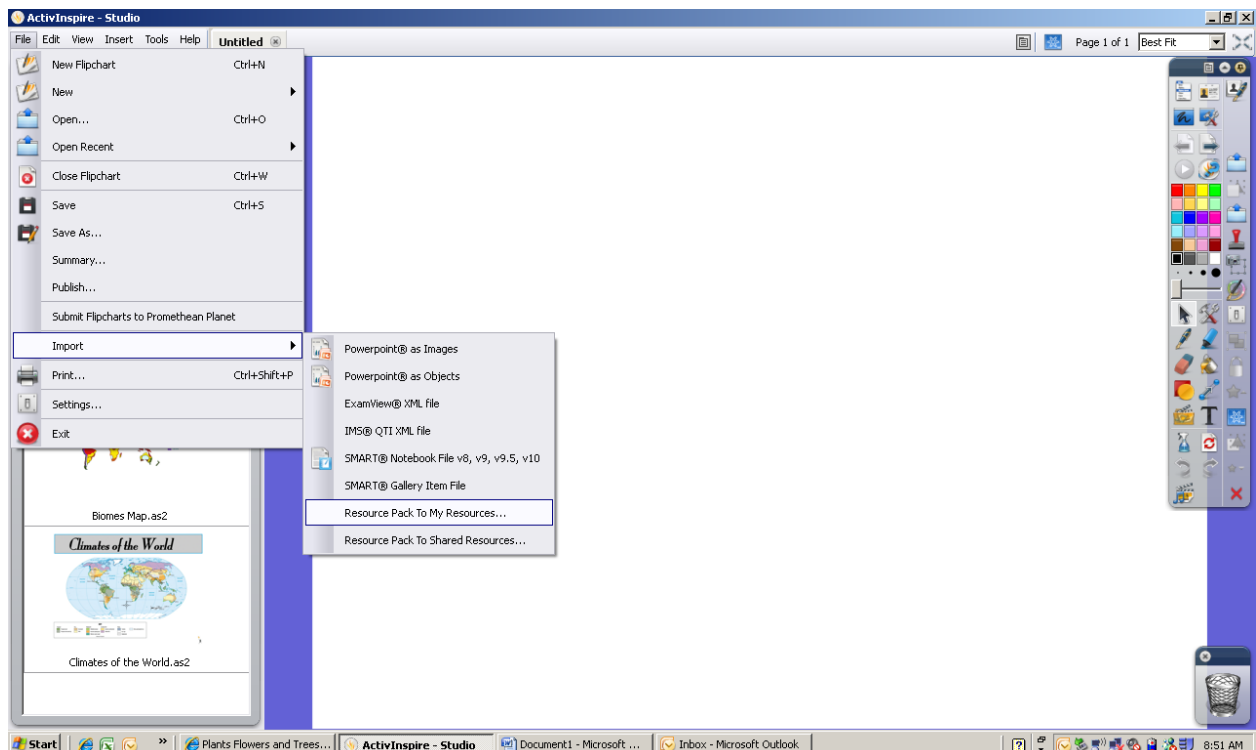 ActivInspire - Studio
File Edit View Insert Tools Help Untitled
Page 1 of 1 Best Fit
New Flipchart Ctrl+N
New
Open... Ctrl+O
Open Recent
Close Flipchart Ctrl+W
Save Ctrl+S
Save As...
Summary...
Publish...
Submit Flipcharts to Promethean Planet
Import
Print... Ctrl+Shift+P
Settings...
Exit
Powerpoint® as Images
Powerpoint® as Objects
ExamView® XML file
IMS® QTI XML file
SMART® Notebook File v8, v9, v9.5, v10
SMART® Gallery Item File
Resource Pack To My Resources...
Resource Pack To Shared Resources...
Biomes Map.as2
Climates of the World
Climates of the World.as2
Start » Plants Flowers and Trees... ActivInspire - Studio Document1 - Microsoft ... Inbox - Microsoft Outlook 8:51 AM